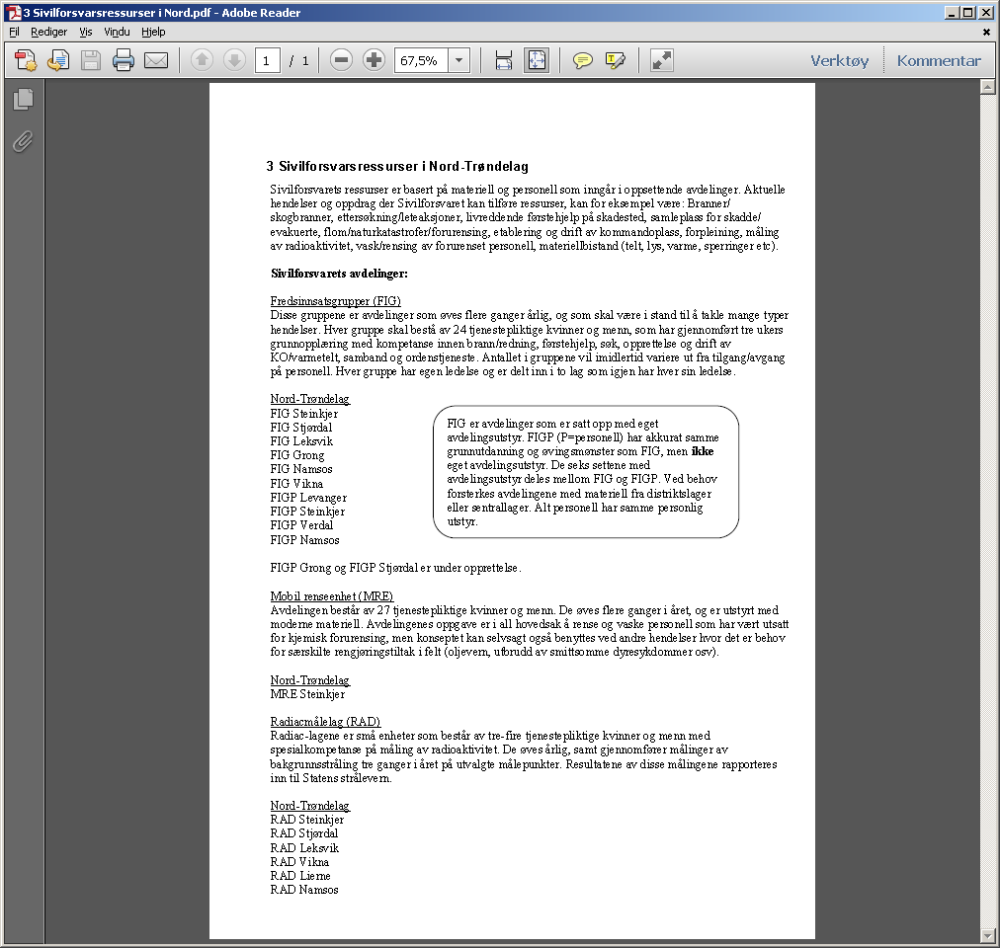 3 Sivilforsvarsressurser i Nord.pdf - Adobe Reader
Fil Rediger Vis Vindu Hjelp
1 / 1 67,5% Verktøy Kommentar
3 Sivilforsvarsressurser i Nord-Trøndelag
Sivilforsvarets ressurser er basert på materiell og personell som inngår i oppsettende avdelinger. Aktuelle
hendelser og oppdrag der Sivilforsvaret kan tilføre ressurser, kan for eksempel være: Branner/
skogbranner, ettersøkning/leteaksjoner, livreddende førstehjelp på skadested, samleplass for skadde/
evakuerte, flom/naturkatastrofer/forurensing, etablering og drift av kommandoplass, forpleining, måling
av radioaktivitet, vask/rensing av forurenset personell, materiellbistand (telt, lys, varme, sperringer etc).
Sivilforsvarets avdelinger:
Fredsinnsatsgrupper (FIG)
Disse gruppene er avdelinger som øves flere ganger årlig, og som skal være i stand til å takle mange typer
hendelser. Hver gruppe skal bestå av 24 tjenestepliktige kvinner og menn, som har gjennomført tre ukers
grunnopplæring med kompetanse innen brann/redning, førstehjelp, søk, opprettelse og drift av
KO/varmetelt, samband og ordenstjeneste. Antallet i gruppene vil imidlertid variere ut fra tilgang/avgang
på personell. Hver gruppe har egen ledelse og er delt inn i to lag som igjen har hver sin ledelse.
Nord-Trøndelag
FIG Steinkjer
FIG Stjørdal
FIG Leksvik
FIG Grong
FIG Namsos
FIG Vikna
FIGP Levanger
FIGP Steinkjer
FIGP Verdal
FIGP Namsos
FIG er avdelinger som er satt opp med eget
avdelingsutstyr. FIGP (P=personell) har akkurat samme
grunnutdanning og øvingsmønster som FIG, men ikke
eget avdelingsutstyr. De seks settene med
avdelingsutstyr deles mellom FIG og FIGP. Ved behov
forsterkes avdelingene med materiell fra distriktslager
eller sentrallager. Alt personell har samme personlig
utstyr.
FIGP Grong og FIGP Stjørdal er under opprettelse.
Mobil renseenhet (MRE)
Avdelingen består av 27 tjenestepliktige kvinner og menn. De øves flere ganger i året, og er utstyrt med
moderne materiell. Avdelingenes oppgave er i all hovedsak å rense og vaske personell som har vært utsatt
for kjemisk forurensing, men konseptet kan selvsagt også benyttes ved andre hendelser hvor det er behov
for særskilte rengjøringstiltak i felt (oljevern, utbrudd av smittsomme dyresykdommer osv).
Nord-Trøndelag
MRE Steinkjer
Radiacmålelag (RAD)
Radiac-lagene er små enheter som består av tre-fire tjenestepliktige kvinner og menn med
spesialkompetanse på måling av radioaktivitet. De øves årlig, samt gjennomfører målinger av
bakgrunnsstråling tre ganger i året på utvalgte målepunkter. Resultatene av disse målingene rapporteres
inn til Statens strålevern.
Nord-Trøndelag
RAD Steinkjer
RAD Stjørdal
RAD Leksvik
RAD Vikna
RAD Lierne
RAD Namsos